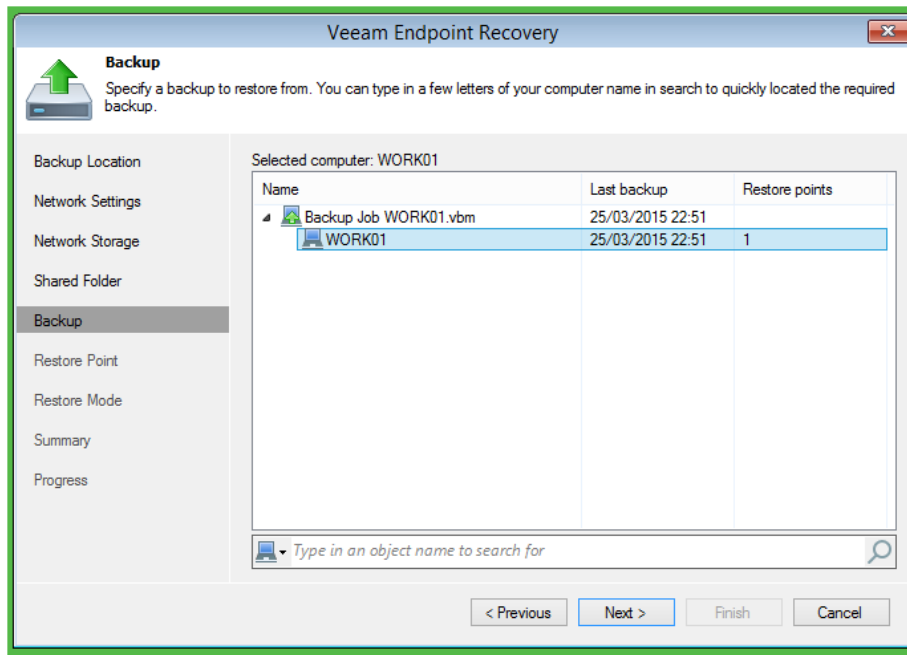 Veeam Endpoint Recovery
Backup
Specify a backup to restore from. You can type in a few letters of your computer name in search to quickly located the required
backup.
Backup Location
Network Settings
Network Storage
Shared Folder
Backup
Restore Point
Restore Mode
Summary
Progress
Selected computer: WORK01
Name Last backup Restore points
Backup Job WORK01.vbm 25/03/2015 22:51
WORK01 25/03/2015 22:51 1
Type in an object name to search for
< Previous Next > Finish Cancel